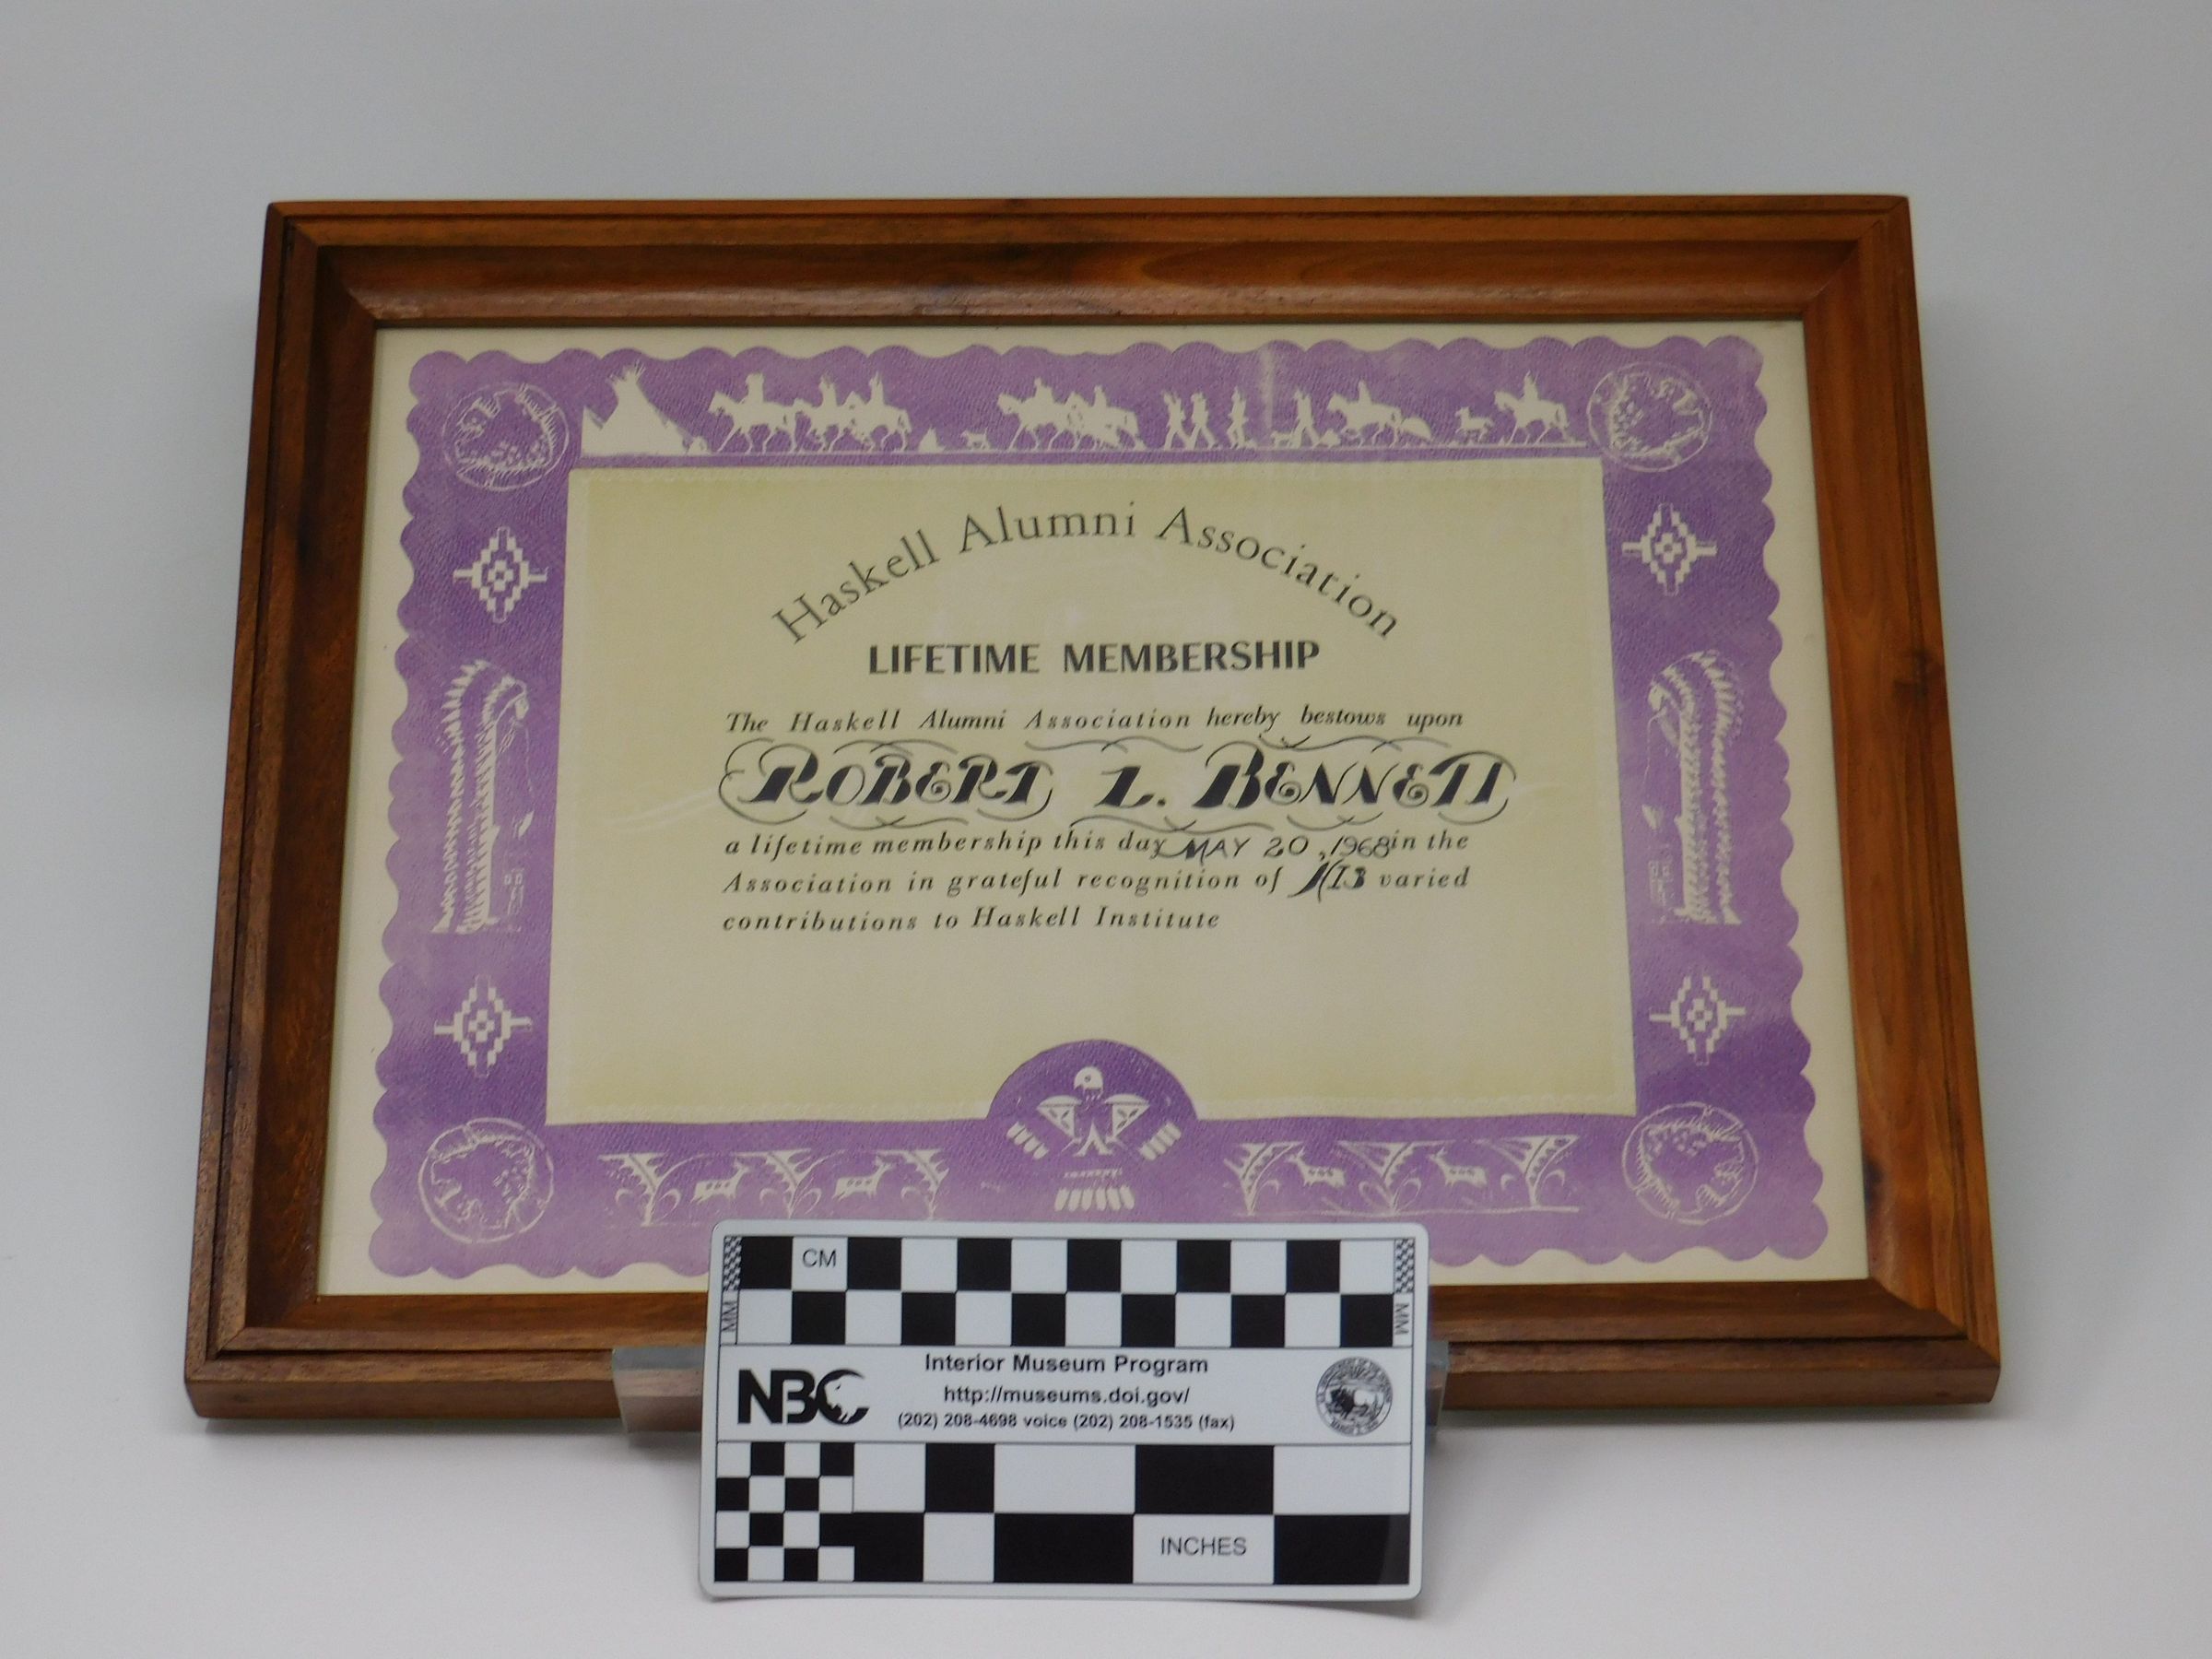 Haskell Alumni Association
LIFETIME MEMBERSHIP
The Haskell Alumni Association hereby bestows upon
ROBERT L. BENNETT
a lifetime membership this day MAY 20, 1968 in the
Association in grateful recognition of HIS varied
contributions to Haskell Institute
CM
MM
MM
NBC
Interior Museum Program
http://museums.doi.gov/
(202) 208-4698 voice (202) 208-1535 (fax)
INCHES